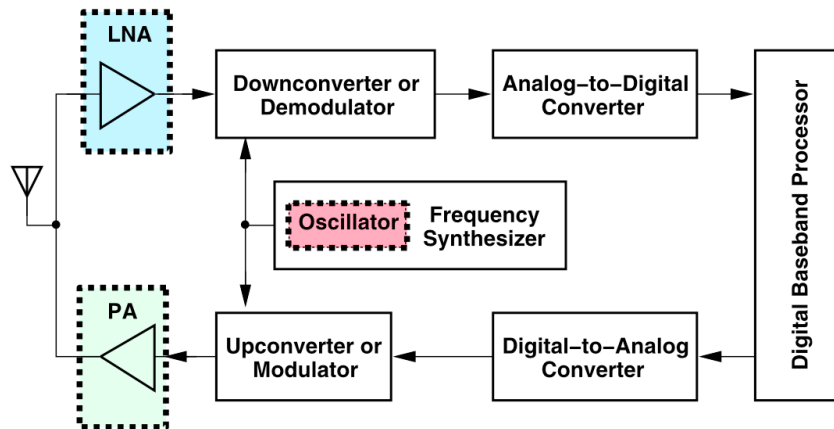 LNA
Downconverter or
Demodulator
Analog–to–Digital
Converter
Digital Baseband Processor
Oscillator
Frequency
Synthesizer
PA
Upconverter or
Modulator
Digital–to–Analog
Converter